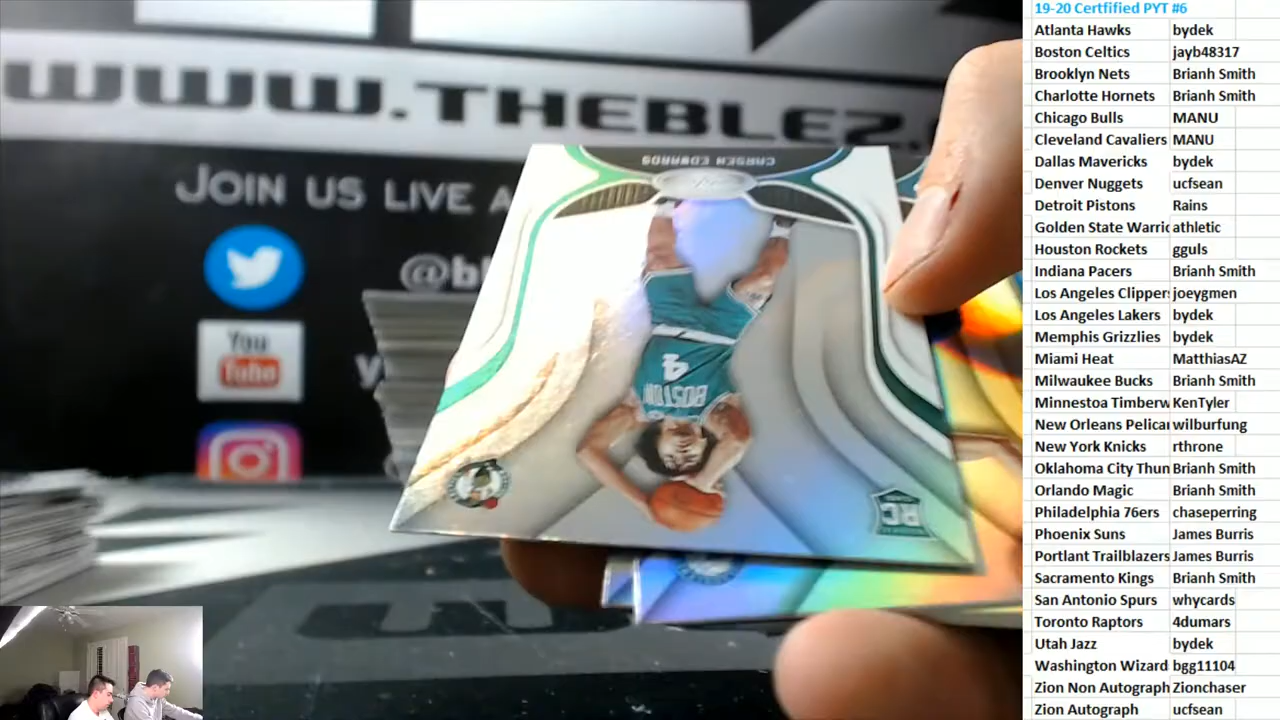 WWW.THEBLEZ.
JOIN US LIVE A
@bl
You
Tube
y
CARSEN EDWARDS
BOSTON
4
RC
19-20 Certfified PYT #6
Atlanta Hawks bydek
Boston Celtics jayb48317
Brooklyn Nets Brianh Smith
Charlotte Hornets Brianh Smith
Chicago Bulls MANU
Cleveland Cavaliers MANU
Dallas Mavericks bydek
Denver Nuggets ucfsean
Detroit Pistons Rains
Golden State Warric athletic
Houston Rockets gguls
Indiana Pacers Brianh Smith
Los Angeles Clippers joeygmen
Los Angeles Lakers bydek
Memphis Grizzlies bydek
Miami Heat MatthiasAZ
Milwaukee Bucks Brianh Smith
Minnestoa Timberw KenTyler
New Orleans Pelicar wilburfung
New York Knicks rthrone
Oklahoma City Thun Brianh Smith
Orlando Magic Brianh Smith
Philadelphia 76ers chaseperring
Phoenix Suns James Burris
Portlant Trailblazers James Burris
Sacramento Kings Brianh Smith
San Antonio Spurs whycards
Toronto Raptors 4dumars
Utah Jazz bydek
Washington Wizard bgg11104
Zion Non Autograph Zionchaser
Zion Autograph ucfsean